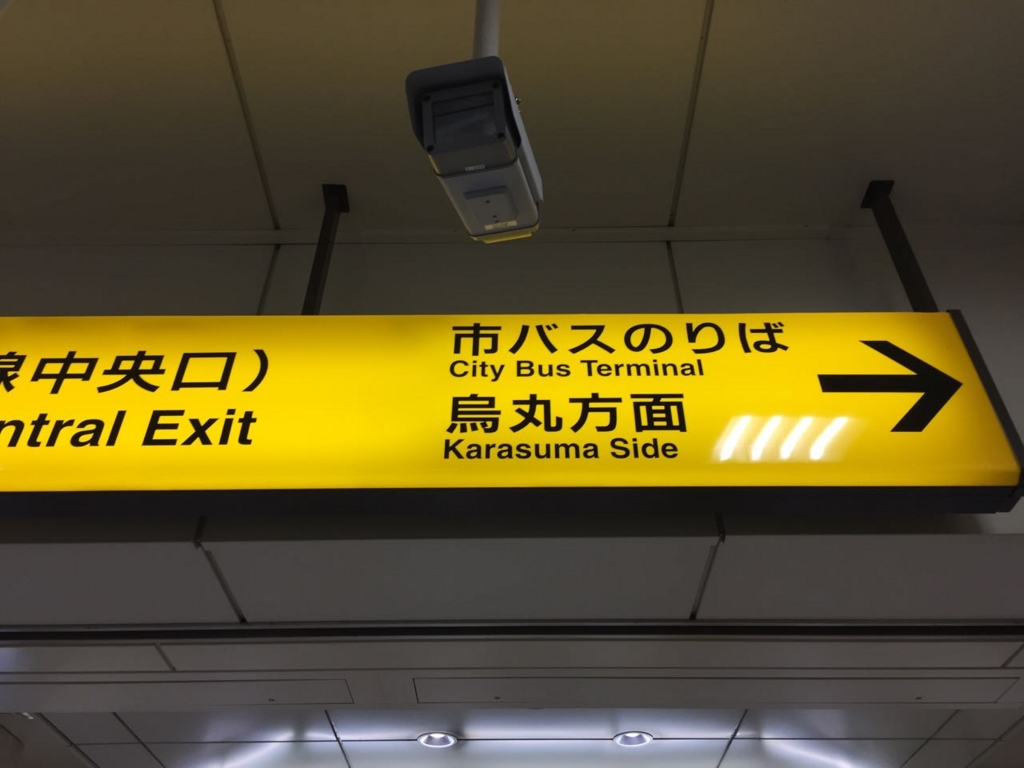 線中央口）
ntral Exit
市バスのりば
City Bus Terminal
烏丸方面
Karasuma Side